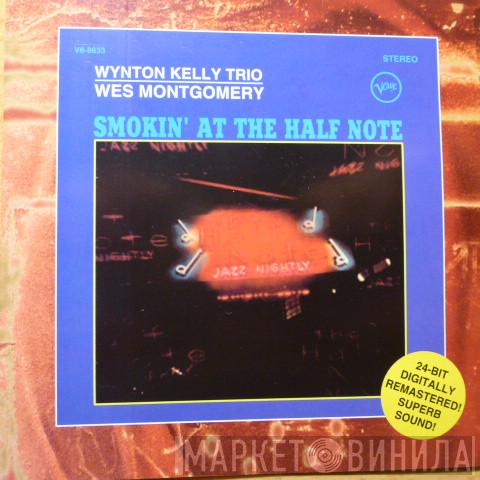 V6-8633
STEREO
WYNTON KELLY TRIO
WES MONTGOMERY
Verve
SMOKIN' AT THE HALF NOTE
JAZZ NIGHTLY
JAZZ NIGHTLY
24-BIT
DIGITALLY
REMASTERED!
SUPERB
SOUND!
МАРКЕТ ВИНИЛА